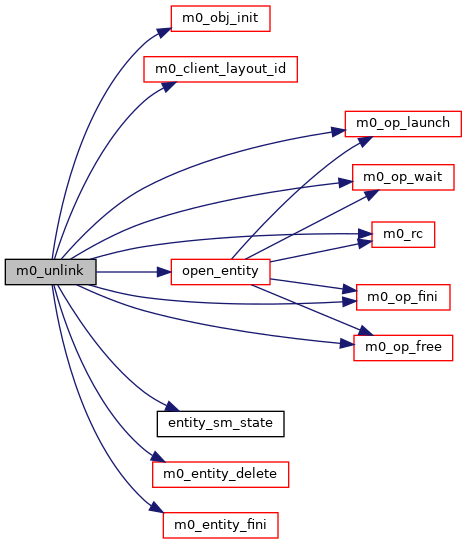 m0_obj_init
m0_client_layout_id
m0_op_launch
m0_op_wait
m0_rc
m0_unlink
open_entity
m0_op_fini
m0_op_free
entity_sm_state
m0_entity_delete
m0_entity_fini